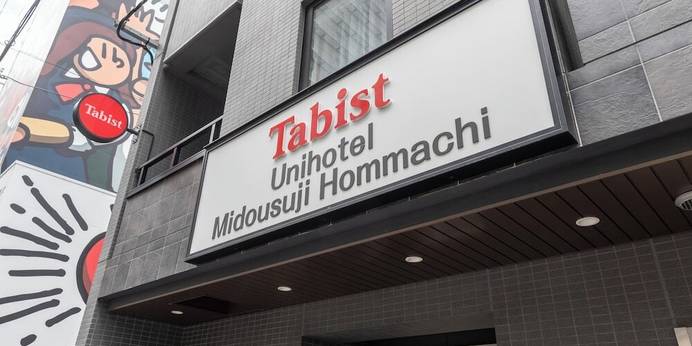 Tabist
Tabist
Unihotel
Midousuji Hommachi